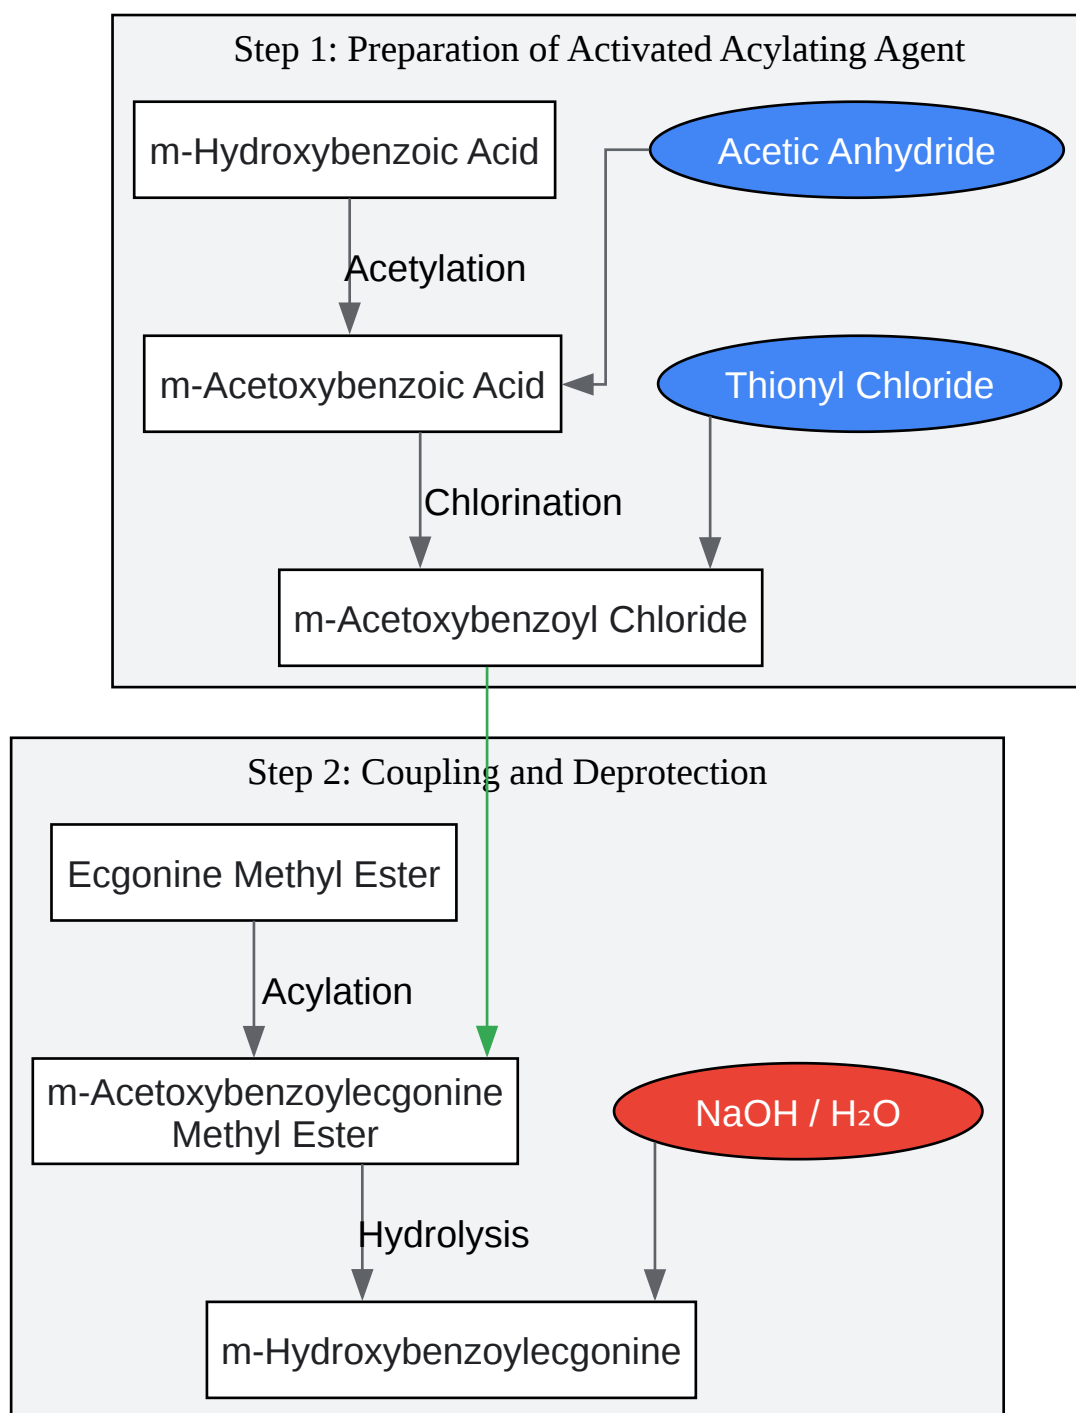 Step 1: Preparation of Activated Acylating Agent
m-Hydroxybenzoic Acid
Acetic Anhydride
Acetylation
m-Acetoxybenzoic Acid
Thionyl Chloride
Chlorination
m-Acetoxybenzoyl Chloride
Step 2: Coupling and Deprotection
Ecgonine Methyl Ester
Acylation
m-Acetoxybenzoylecgonine
Methyl Ester
NaOH / H₂O
Hydrolysis
m-Hydroxybenzoylecgonine